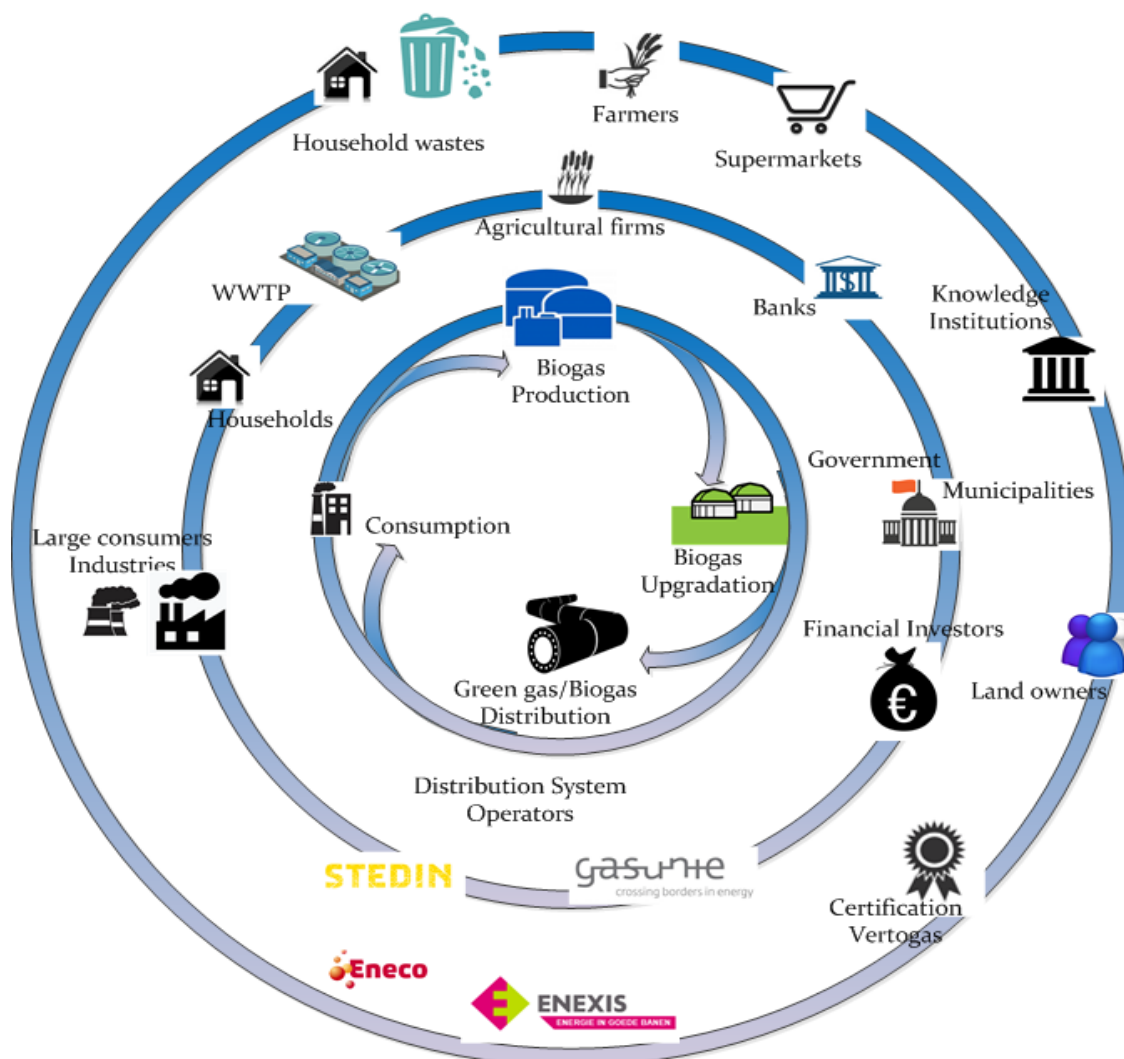 Household wastes
Farmers
Supermarkets
Agricultural firms
WWTP
Banks
$
Knowledge
Institutions
Biogas
Production
Households
Government
Municipalities
Consumption
Large consumers
Industries
Biogas
Upgradation
Financial Investors
€
Green gas/Biogas
Distribution
Land owners
Distribution System
Operators
STEDIN
gasunie
crossing borders in energy
Certification
Vertogas
Eneco
ENEXIS
ENERGIE IN GOEDE BANEN